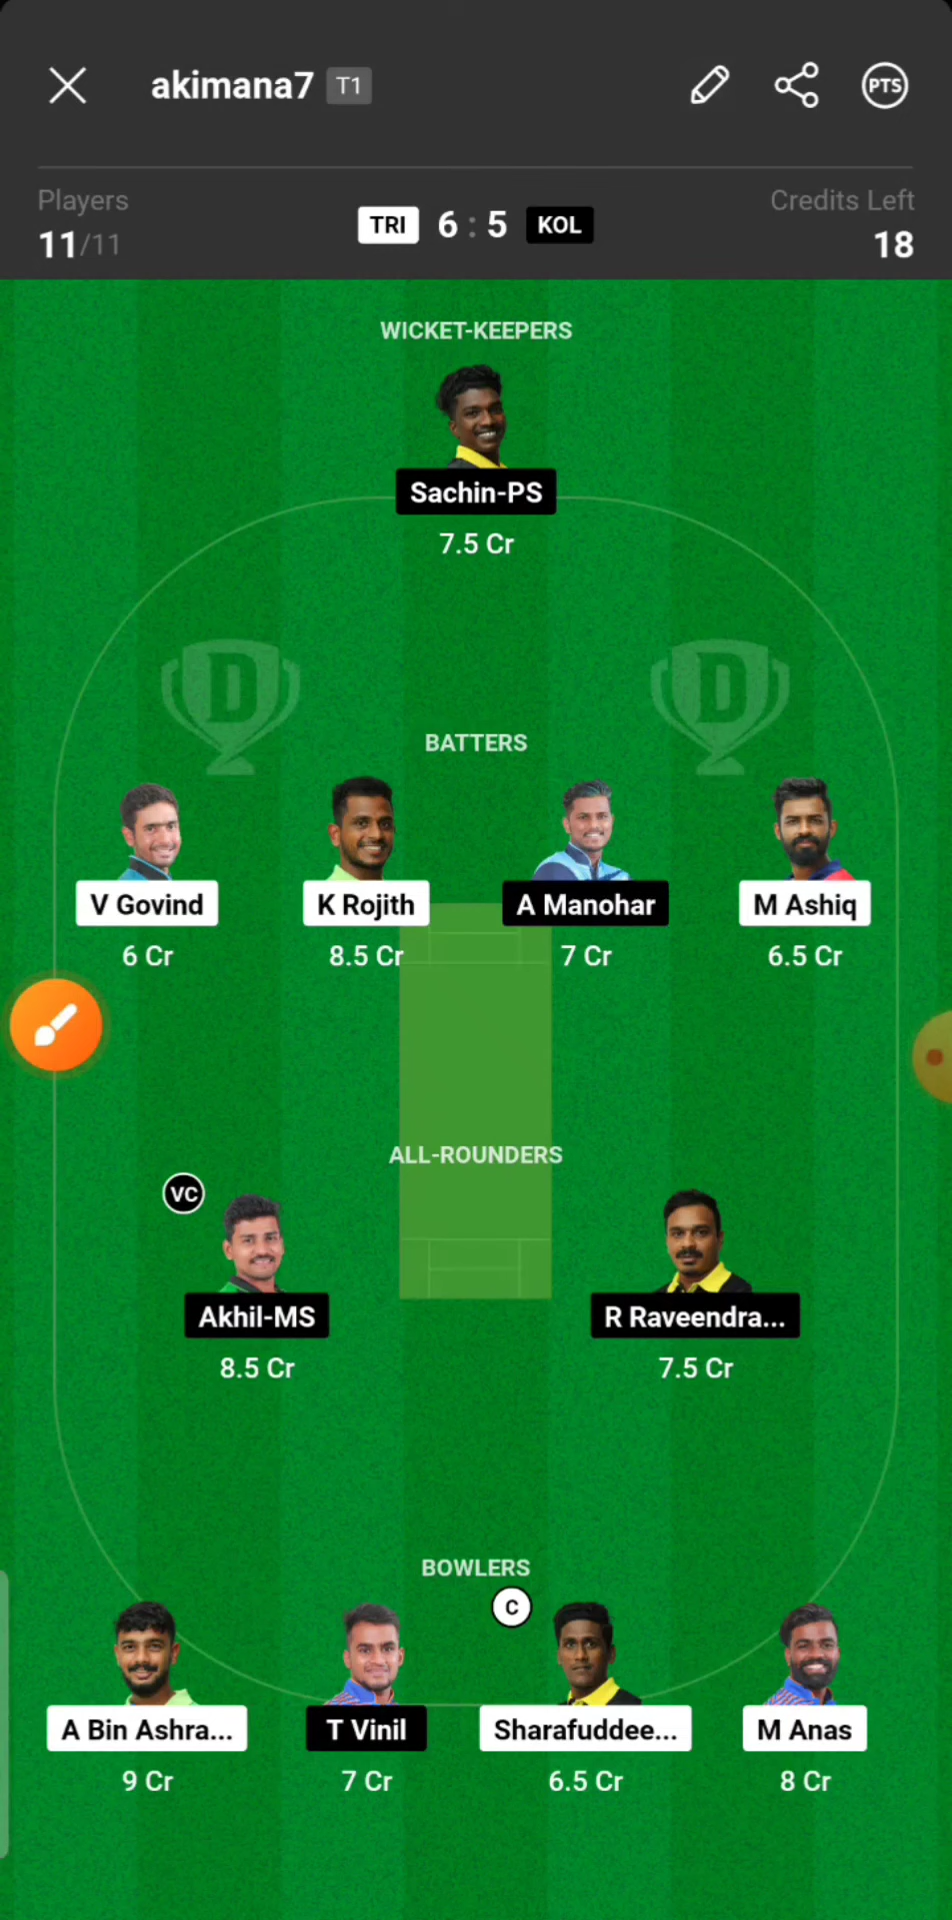 akimana7 T1
PTS
Players
Credits Left
11/11
TRI 6 : 5 KOL
18
WICKET-KEEPERS
Sachin-PS
7.5 Cr
D D
BATTERS
V Govind K Rojith A Manohar M Ashiq
6 Cr 8.5 Cr 7 Cr 6.5 Cr
ALL-ROUNDERS
VC
Akhil-MS R Raveendra...
8.5 Cr 7.5 Cr
BOWLERS
C
A Bin Ashra... T Vinil Sharafuddee... M Anas
9 Cr 7 Cr 6.5 Cr 8 Cr